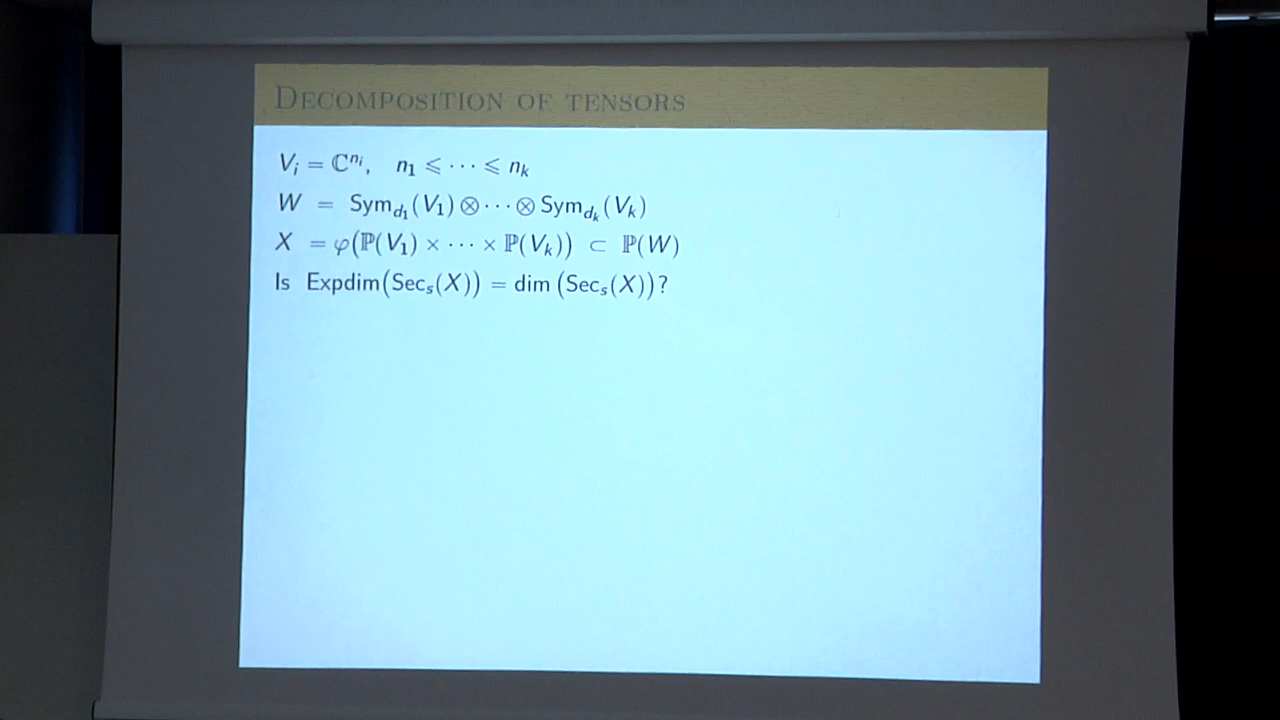 DECOMPOSITION OF TENSORS
V_i = ℂ^{n_i}, n_1 ⩽ ⋯ ⩽ n_k
W = Sym_{d_1}(V_1) ⊗ ⋯ ⊗ Sym_{d_k}(V_k)
X = φ(ℙ(V_1) × ⋯ × ℙ(V_k)) ⊂ ℙ(W)
Is Expdim(Sec_s(X)) = dim (Sec_s(X))?